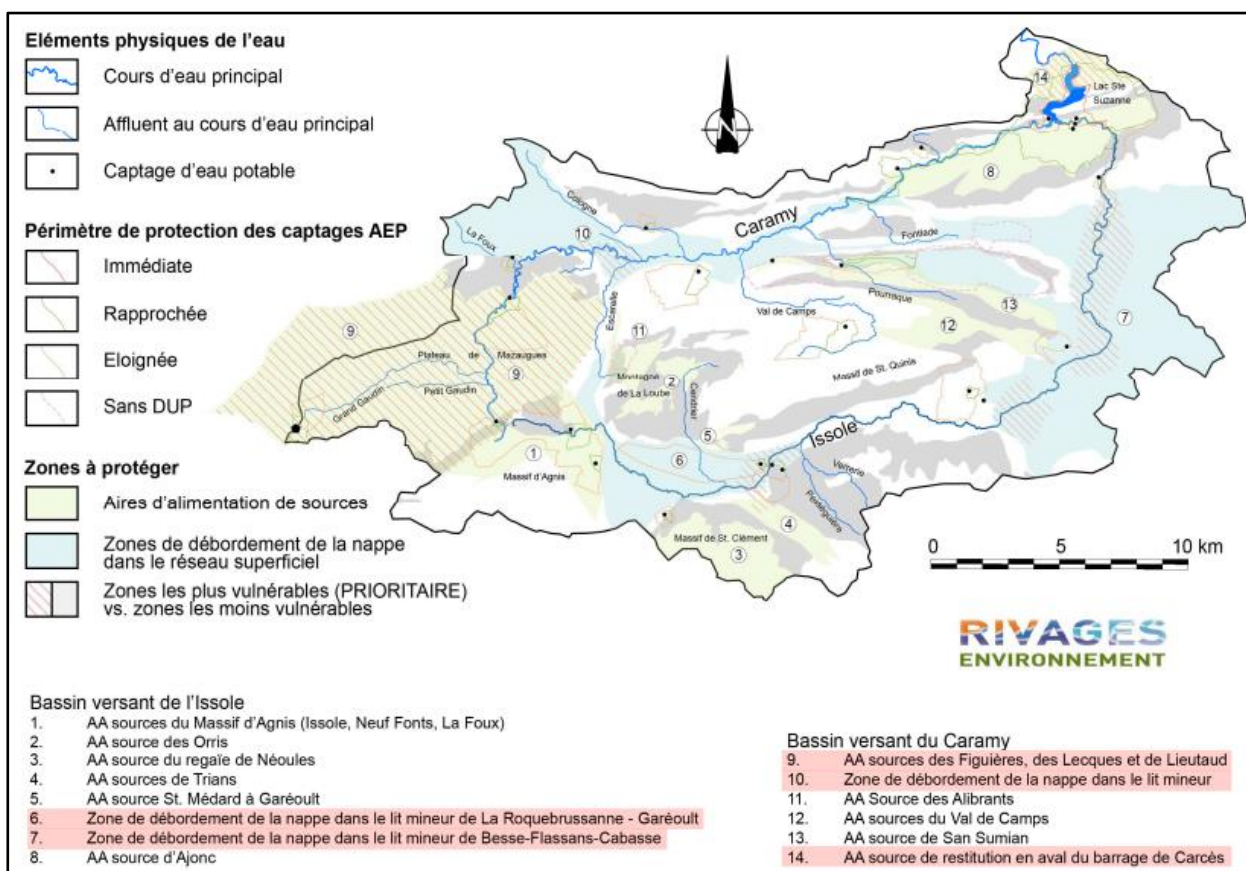 Eléments physiques de l'eau
Cours d'eau principal
Affluent au cours d'eau principal
Captage d'eau potable
Périmètre de protection des captages AEP
Immédiate
Rapprochée
Eloignée
Sans DUP
Zones à protéger
Aires d'alimentation de sources
Zones de débordement de la nappe
dans le réseau superficiel
Zones les plus vulnérables (PRIORITAIRE)
vs. zones les moins vulnérables
N
14
Lac Ste
Suzanne
8
Caramy
Cologne
10
La Foux
Fontlade
Escanelle
Pourraque
13
Val de Camps
12
7
9
11
Plateau de Mazaugues
9
Montagne
de La Loube
2
Massif de St. Quinis
Grand Gaudin
Petit Gaudin
Cendrier
5
Issole
6
1
Massif d'Agnis
Verrerie
Péréguière
4
Massif de St. Clément
3
0 5 10 km
RIVAGES
ENVIRONNEMENT
Bassin versant de l'Issole
1. AA sources du Massif d'Agnis (Issole, Neuf Fonts, La Foux)
2. AA source des Orris
3. AA source du regaïe de Néoules
4. AA sources de Trians
5. AA source St. Médard à Garéoult
6. Zone de débordement de la nappe dans le lit mineur de La Roquebrussanne - Garéoult
7. Zone de débordement de la nappe dans le lit mineur de Besse-Flassans-Cabasse
8. AA source d'Ajonc
Bassin versant du Caramy
9. AA sources des Figuières, des Lecques et de Lieutaud
10. Zone de débordement de la nappe dans le lit mineur
11. AA Source des Alibrants
12. AA sources du Val de Camps
13. AA source de San Sumian
14. AA source de restitution en aval du barrage de Carcès